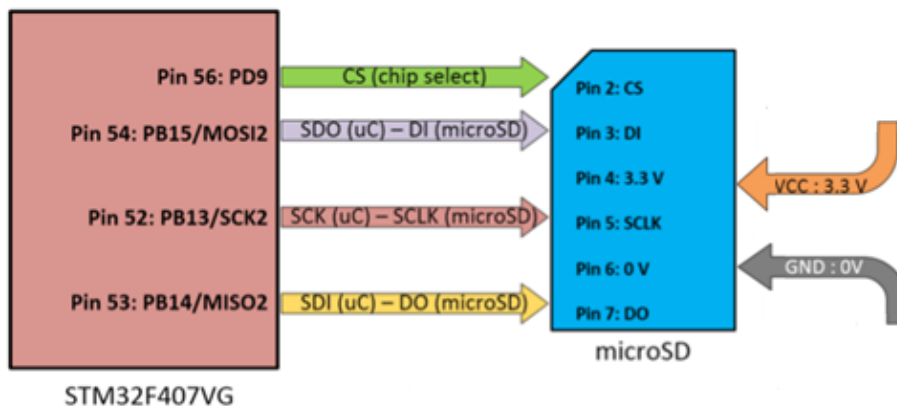 Pin 56: PD9
CS (chip select)
Pin 2: CS
Pin 54: PB15/MOSI2
SDO (uC) – DI (microSD)
Pin 3: DI
Pin 4: 3.3 V
VCC : 3.3 V
Pin 52: PB13/SCK2
SCK (uC) – SCLK (microSD)
Pin 5: SCLK
Pin 6: 0 V
GND : 0V
Pin 53: PB14/MISO2
SDI (uC) – DO (microSD)
Pin 7: DO
microSD
STM32F407VG